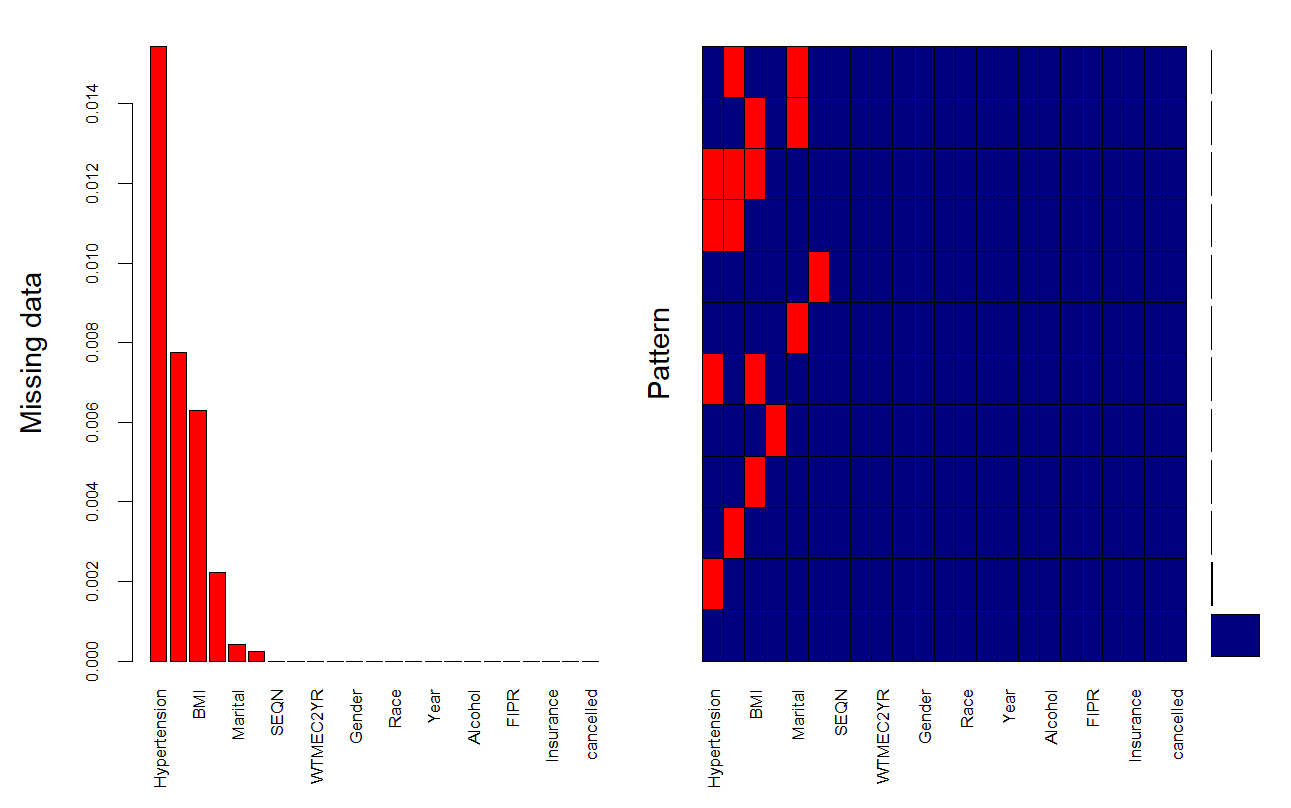 Missing data
0.014
0.012
0.010
0.008
0.006
0.004
0.002
0.000
Hypertension
BMI
Marital
SEQN
WTMEC2YR
Gender
Race
Year
Alcohol
FIPR
Insurance
cancelled
Pattern
Hypertension
BMI
Marital
SEQN
WTMEC2YR
Gender
Race
Year
Alcohol
FIPR
Insurance
cancelled